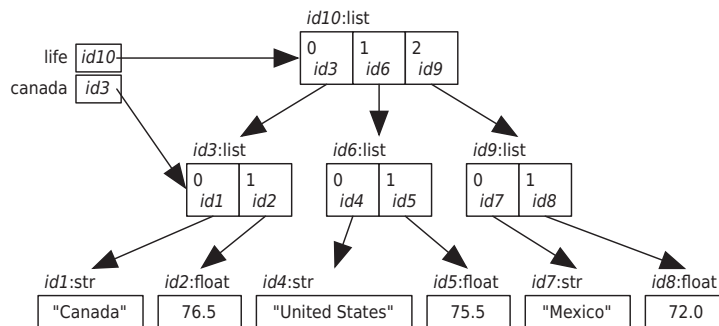 id10:list
life id10
0 1 2
id3 id6 id9
canada id3
id3:list id6:list id9:list
0 1 0 1 0 1
id1 id2 id4 id5 id7 id8
id1:str id2:float id4:str id5:float id7:str id8:float
"Canada" 76.5 "United States" 75.5 "Mexico" 72.0